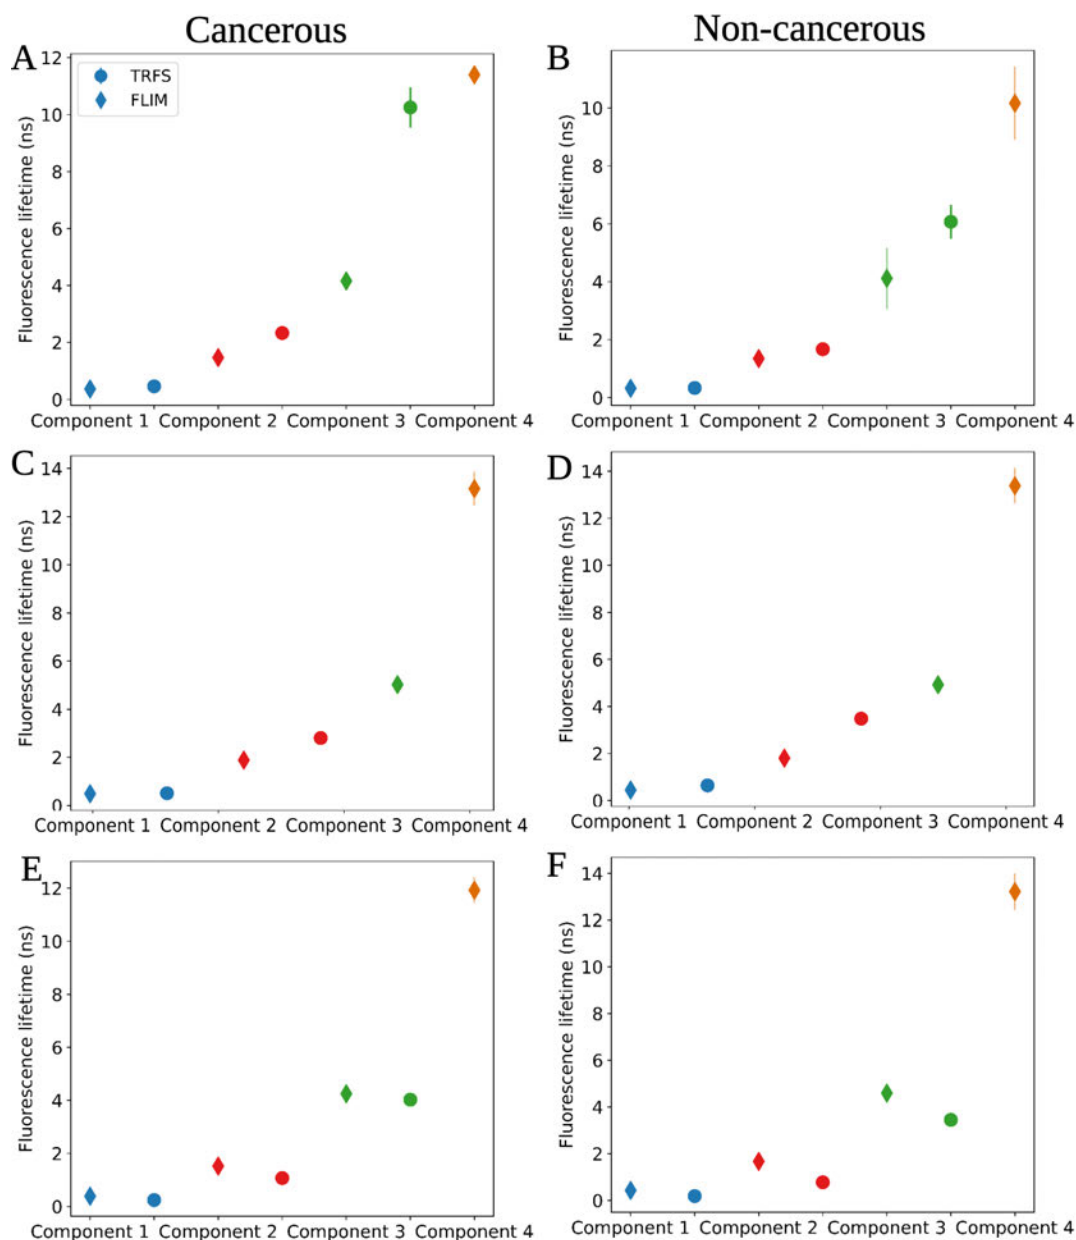 Cancerous
Non-cancerous
A
Fluorescence lifetime (ns)
12
10
8
6
4
2
0
TRFS
FLIM
Component 1
Component 2
Component 3
Component 4
B
Fluorescence lifetime (ns)
10
8
6
4
2
0
Component 1
Component 2
Component 3
Component 4
C
Fluorescence lifetime (ns)
14
12
10
8
6
4
2
0
Component 1
Component 2
Component 3
Component 4
D
Fluorescence lifetime (ns)
14
12
10
8
6
4
2
0
Component 1
Component 2
Component 3
Component 4
E
Fluorescence lifetime (ns)
12
10
8
6
4
2
0
Component 1
Component 2
Component 3
Component 4
F
Fluorescence lifetime (ns)
14
12
10
8
6
4
2
0
Component 1
Component 2
Component 3
Component 4